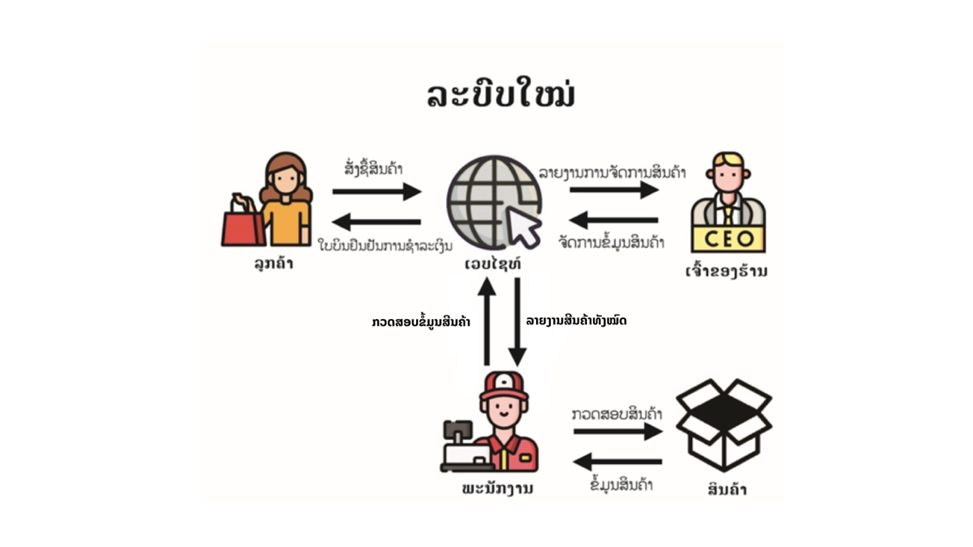 ລະບົບໃໝ່
ສັ່ງຊື້ສິນຄ້າ
ໃບບິນຢືນຢັນການຊຳລະເງິນ
ລາຍງານການຈັດການສິນຄ້າ
ຈັດການຂໍ້ມູນສິນຄ້າ
CEO
ລູກຄ້າ
ເວບໄຊທ໌
ເຈົ້າຂອງຮ້ານ
ກວດສອບຂໍ້ມູນສິນຄ້າ
ລາຍງານສິນຄ້າທັງໝົດ
ກວດສອບສິນຄ້າ
ຂໍ້ມູນສິນຄ້າ
ພະນັກງານ
ສິນຄ້າ